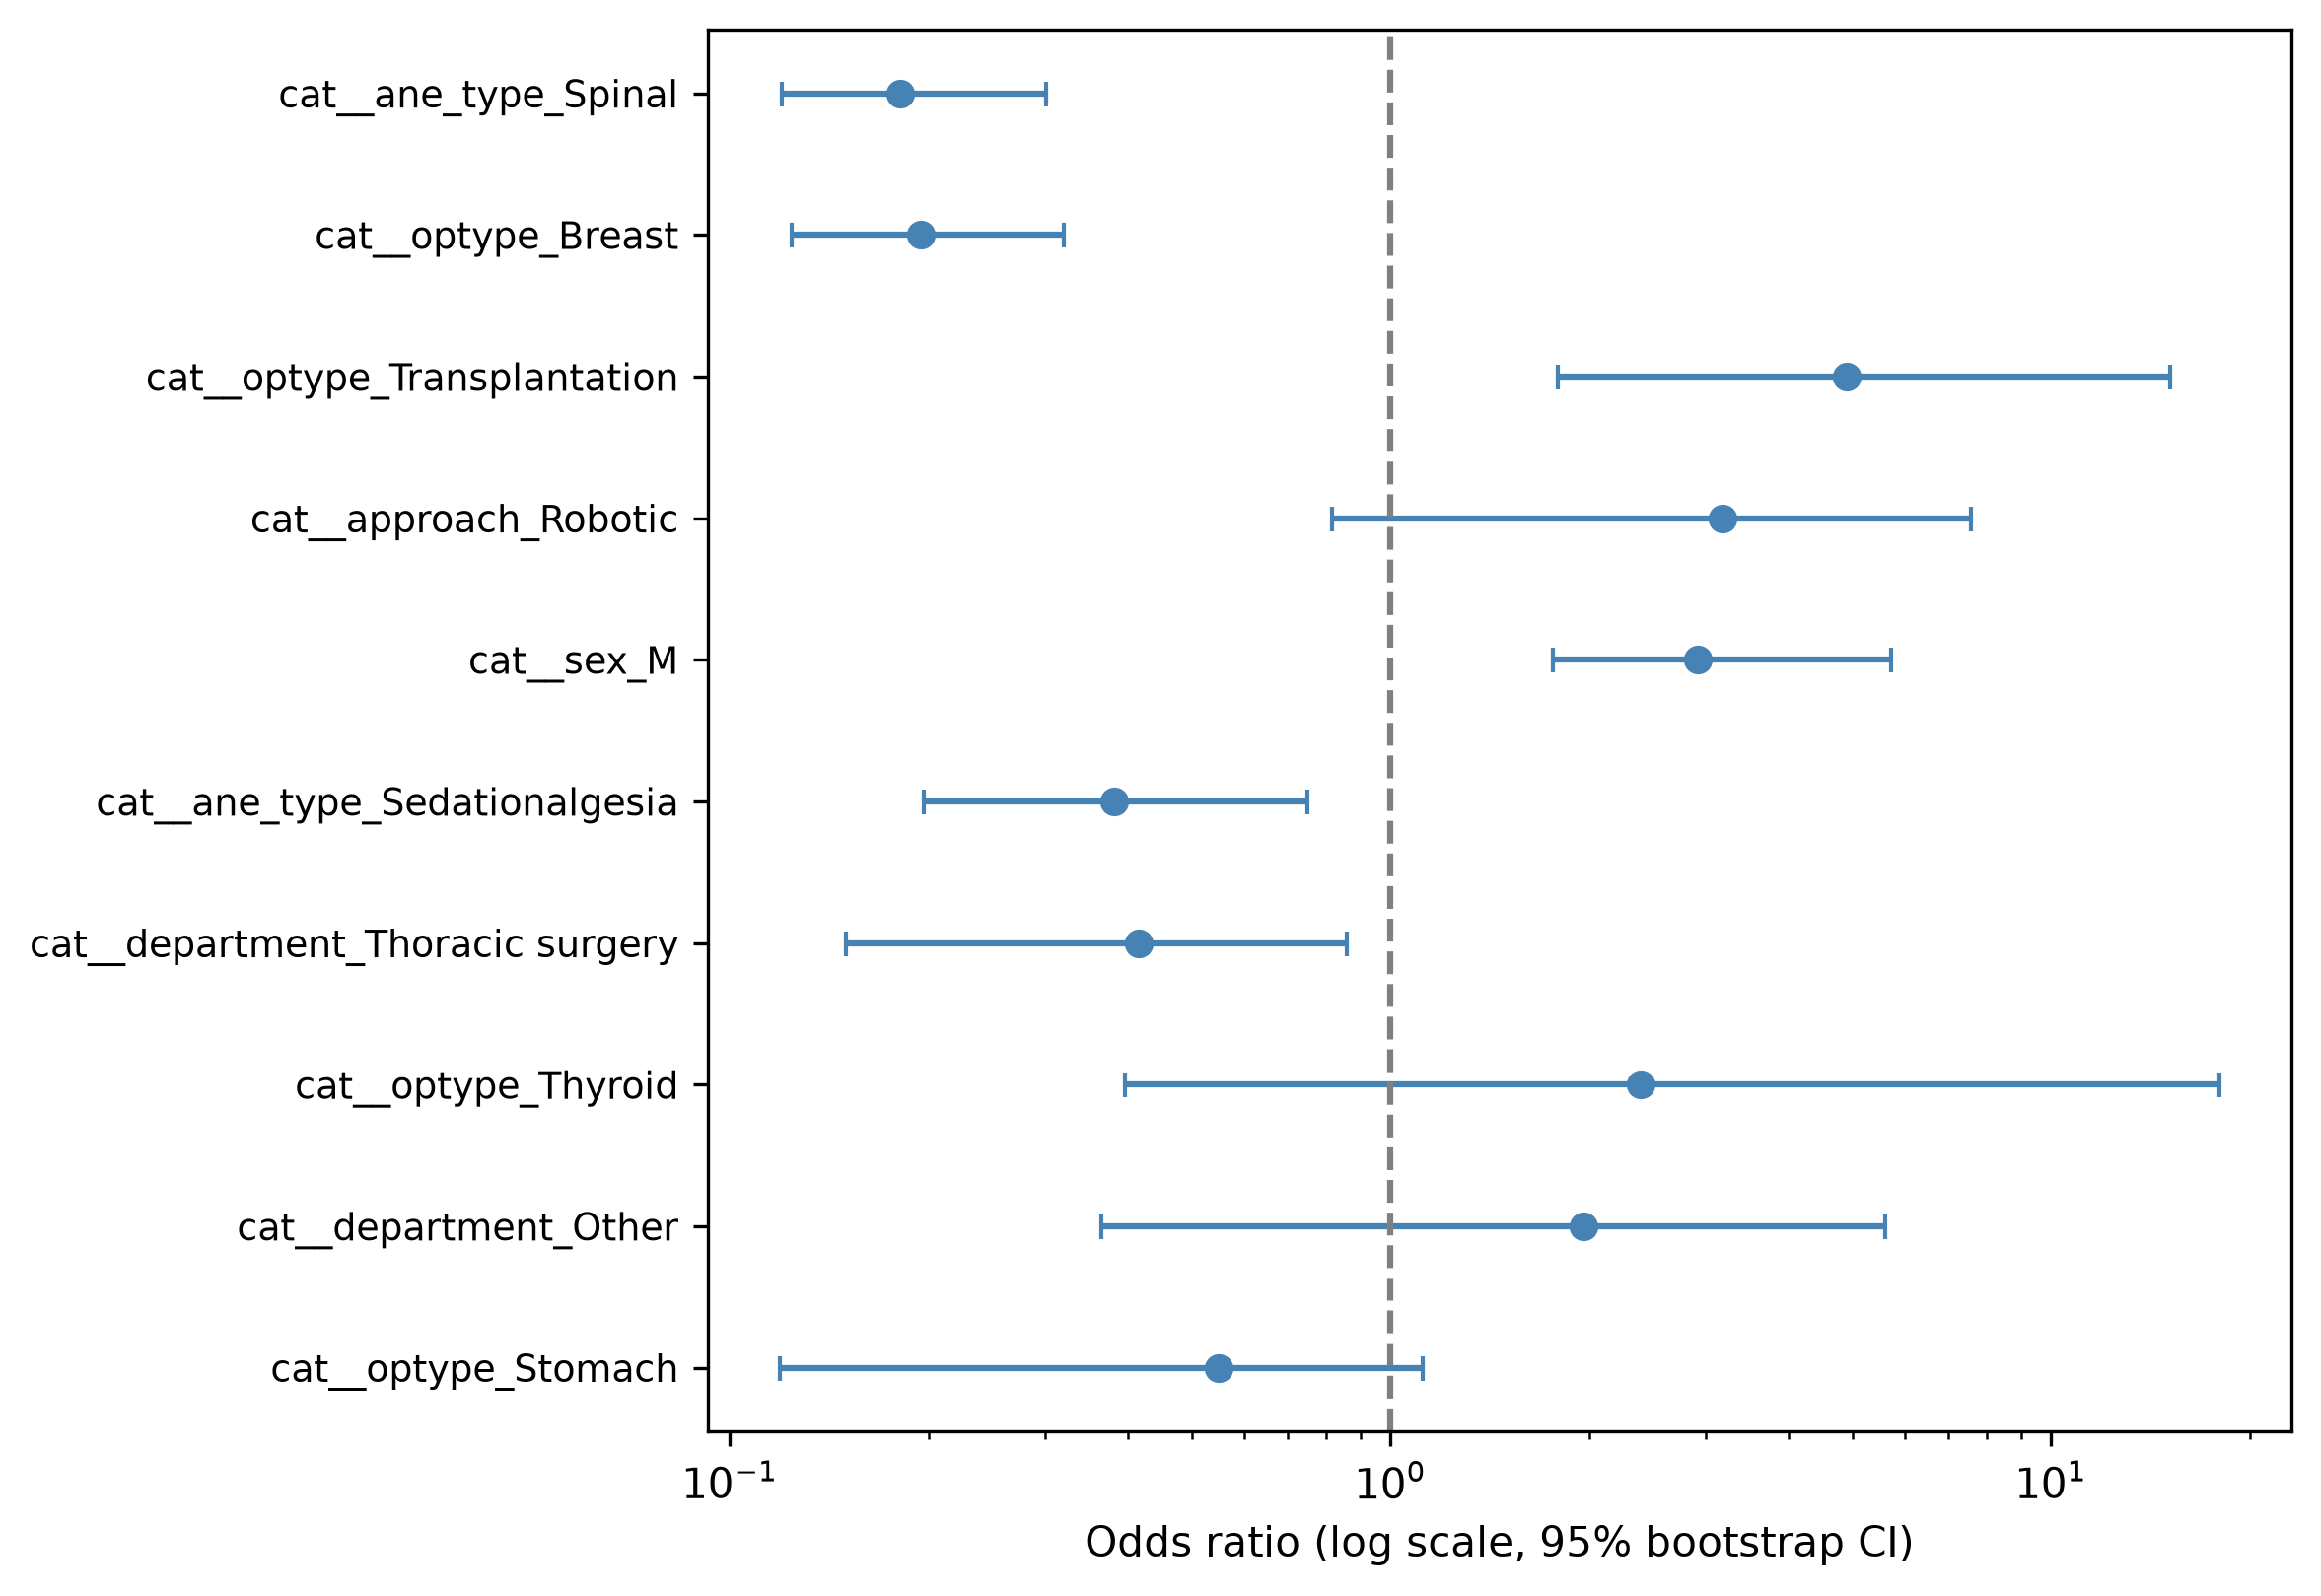 cat__ane_type_Spinal
cat__optype_Breast
cat__optype_Transplantation
cat__approach_Robotic
cat__sex_M
cat__ane_type_Sedationalgesia
cat__department_Thoracic surgery
cat__optype_Thyroid
cat__department_Other
cat__optype_Stomach
10⁻¹ 10⁰ 10¹
Odds ratio (log scale, 95% bootstrap CI)